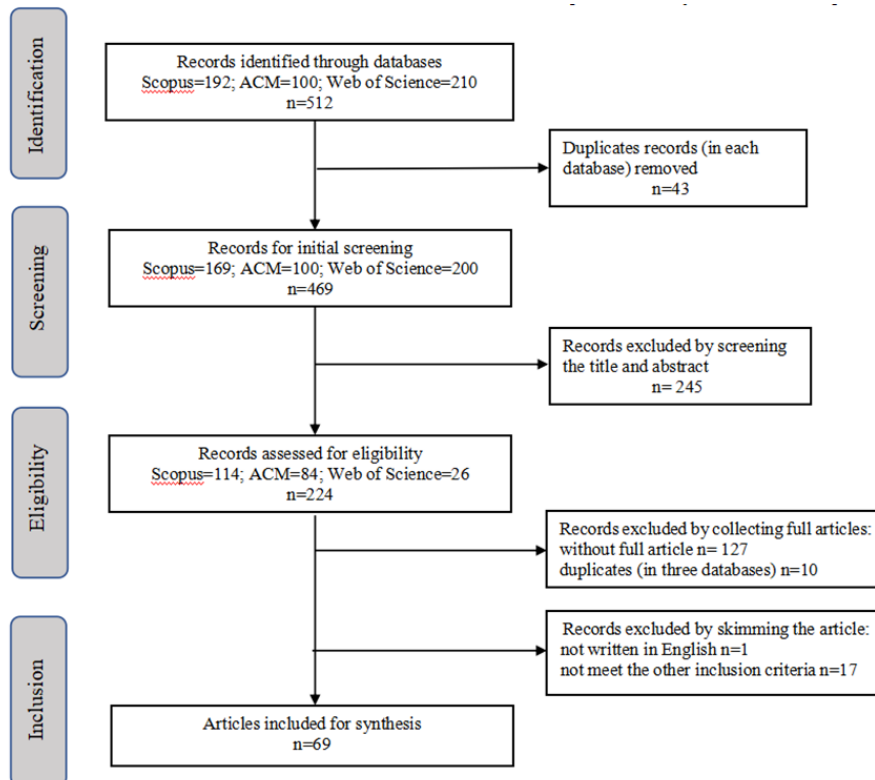 Identification
Records identified through databases
Scopus=192; ACM=100; Web of Science=210
n=512
Duplicates records (in each
database) removed
n=43
Screening
Records for initial screening
Scopus=169; ACM=100; Web of Science=200
n=469
Records excluded by screening
the title and abstract
n= 245
Eligibility
Records assessed for eligibility
Scopus=114; ACM=84; Web of Science=26
n=224
Records excluded by collecting full articles:
without full article n= 127
duplicates (in three databases) n=10
Records excluded by skimming the article:
not written in English n=1
not meet the other inclusion criteria n=17
Inclusion
Articles included for synthesis
n=69